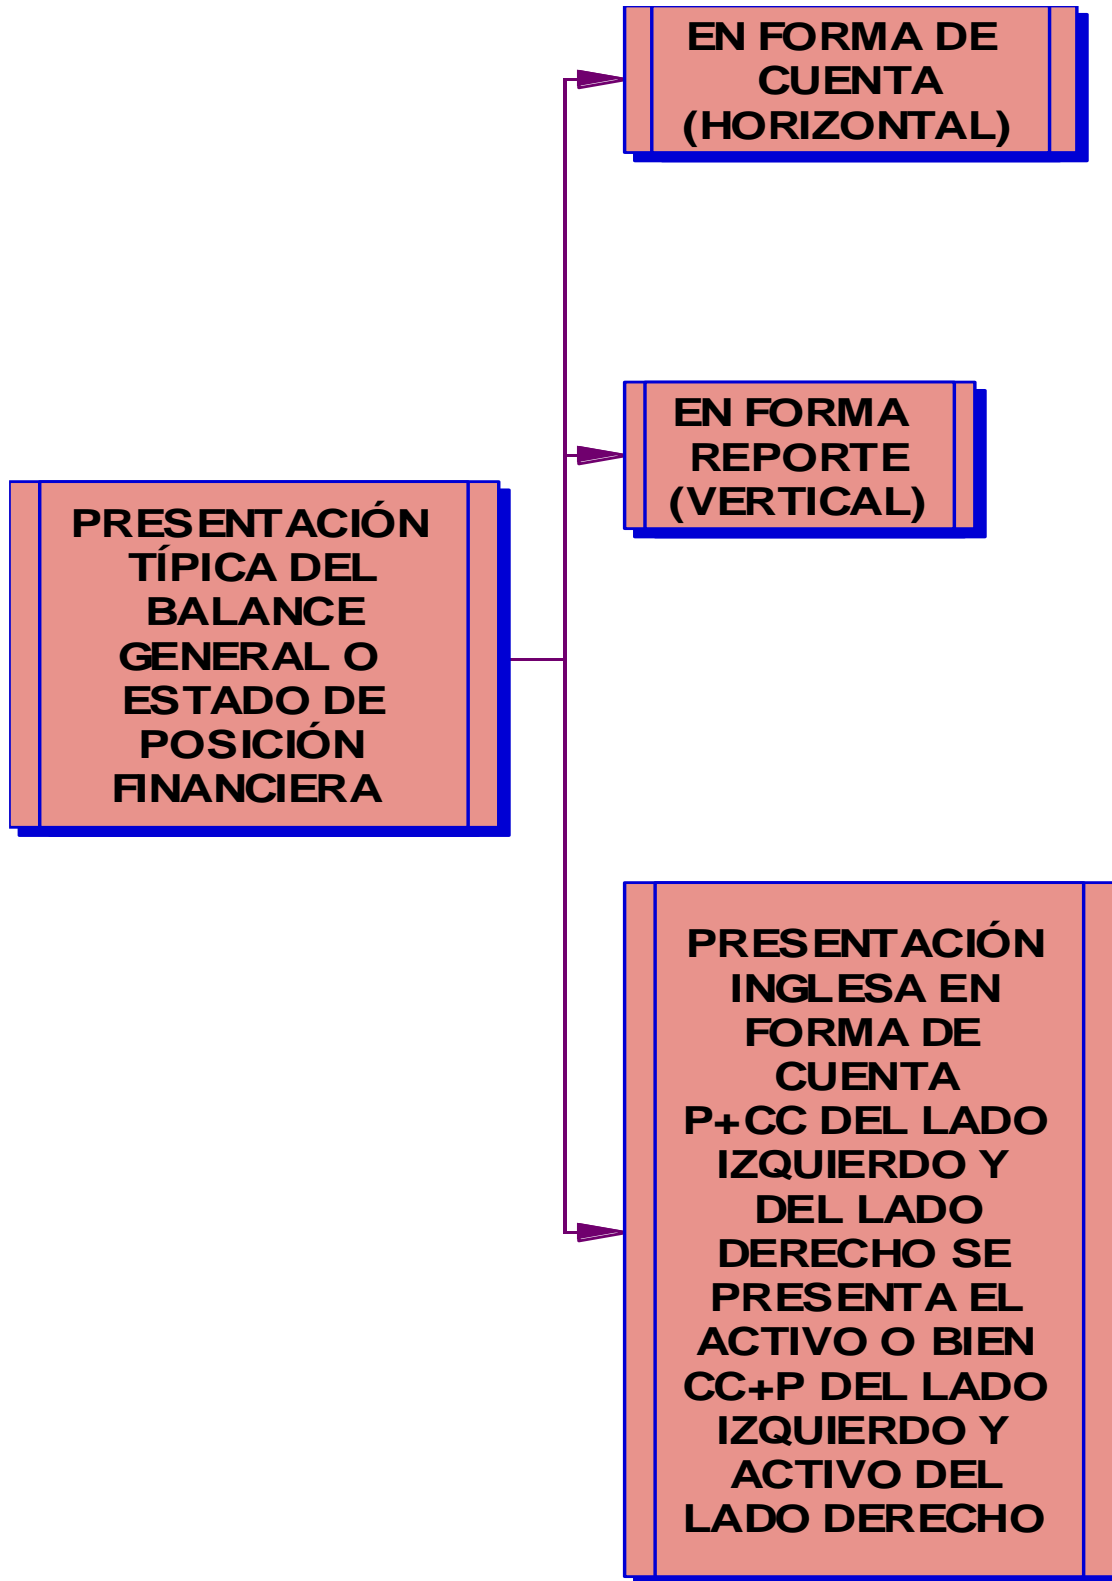 EN FORMA DE
CUENTA
(HORIZONTAL)
EN FORMA
REPORTE
(VERTICAL)
PRESENTACIÓN
TÍPICA DEL
BALANCE
GENERAL O
ESTADO DE
POSICIÓN
FINANCIERA
PRESENTACIÓN
INGLESA EN
FORMA DE
CUENTA
P+CC DEL LADO
IZQUIERDO Y
DEL LADO
DERECHO SE
PRESENTA EL
ACTIVO O BIEN
CC+P DEL LADO
IZQUIERDO Y
ACTIVO DEL
LADO DERECHO